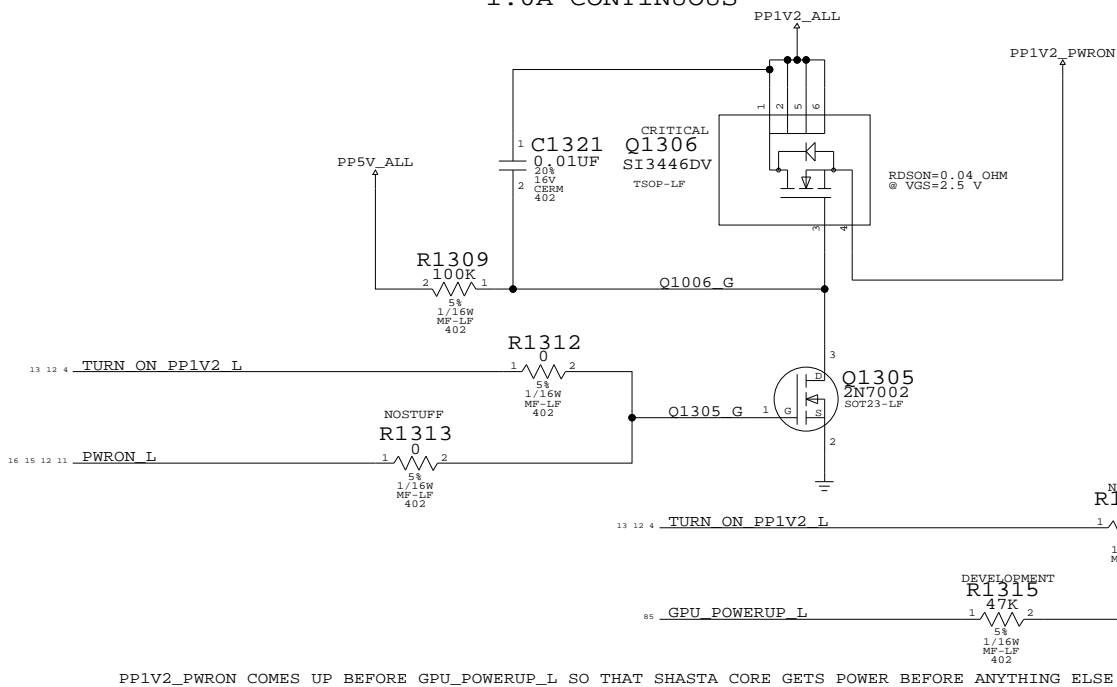 1.0A CONTINUOUS
PP1V2_ALL
PP1V2_PWRON
1
2
5
6
CRITICAL
Q1306
SI3446DV
TSOP-LF
1
C1321
0.01UF
20%
16V
CERM
402
2
RDSON=0.04 OHM
@ VGS=2.5 V
3
4
PP5V_ALL
R1309
100K
2
1
5%
1/16W
MF-LF
402
Q1006_G
R1312
0
1
2
5%
1/16W
MF-LF
402
13 12 4 TURN_ON_PP1V2_L
3
D
Q1305
2N7002
SOT23-LF
Q1305_G
1
G
S
2
NOSTUFF
R1313
0
1
2
5%
1/16W
MF-LF
402
16 15 12 11 PWRON_L
13 12 4 TURN_ON_PP1V2_L
1
DEVELOPMENT
R1315
47K
1
2
5%
1/16W
MF-LF
402
85 GPU_POWERUP_L
PP1V2_PWRON COMES UP BEFORE GPU_POWERUP_L SO THAT SHASTA CORE GETS POWER BEFORE ANYTHING ELSE